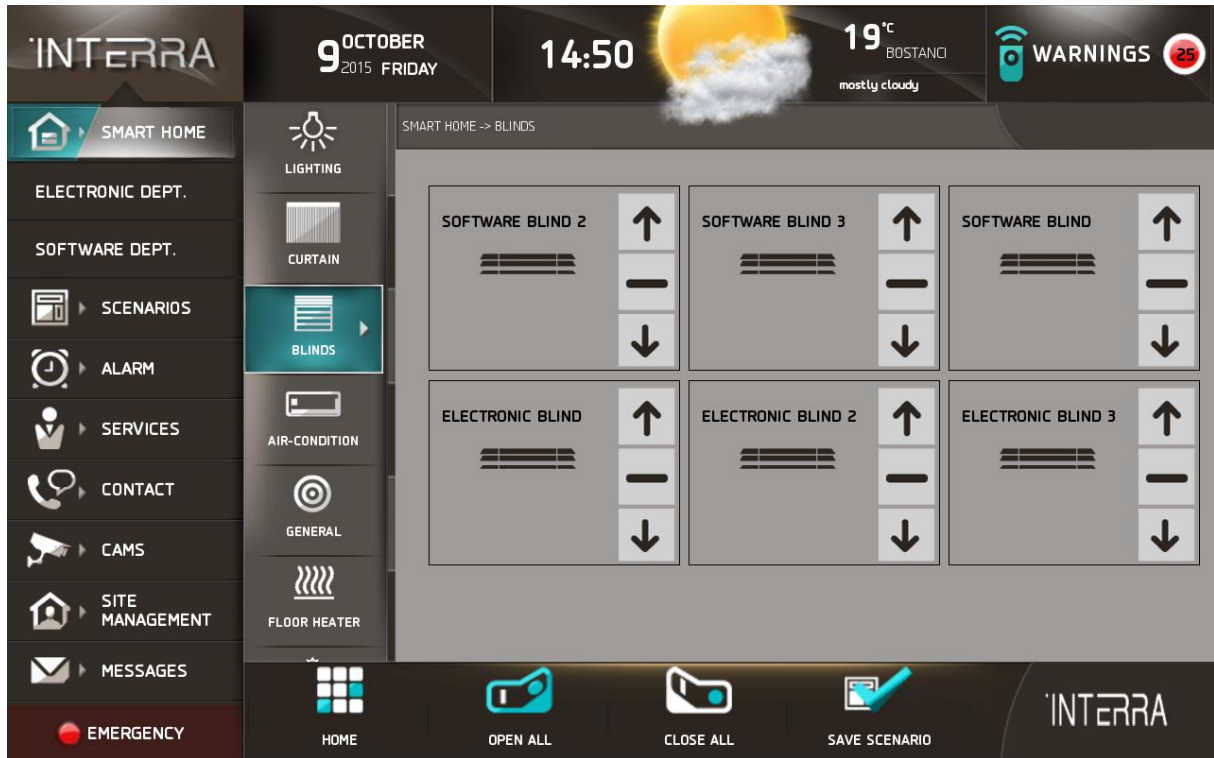 INTERRA
9 OCTOBER
2015 FRIDAY
14:50
19°C
BOSTANCI
mostly cloudy
WARNINGS 25
SMART HOME
ELECTRONIC DEPT.
SOFTWARE DEPT.
SCENARIOS
ALARM
SERVICES
CONTACT
CAMS
SITE
MANAGEMENT
MESSAGES
EMERGENCY
LIGHTING
CURTAIN
BLINDS
AIR-CONDITION
GENERAL
FLOOR HEATER
SMART HOME -> BLINDS
SOFTWARE BLIND 2
SOFTWARE BLIND 3
SOFTWARE BLIND
ELECTRONIC BLIND
ELECTRONIC BLIND 2
ELECTRONIC BLIND 3
HOME
OPEN ALL
CLOSE ALL
SAVE SCENARIO
INTERRA